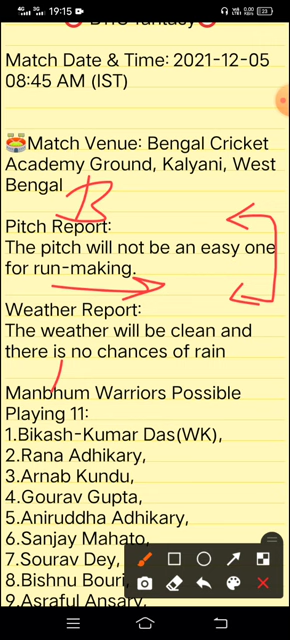 19:15
Match Date & Time: 2021-12-05
08:45 AM (IST)
Match Venue: Bengal Cricket
Academy Ground, Kalyani, West
Bengal
B
Pitch Report:
The pitch will not be an easy one
for run-making.
Weather Report:
The weather will be clean and
there is no chances of rain
Manbhum Warriors Possible
Playing 11:
1.Bikash-Kumar Das(WK),
2.Rana Adhikary,
3.Arnab Kundu,
4.Gourav Gupta,
5.Aniruddha Adhikary,
6.Sanjay Mahato,
7.Sourav Dey,
8.Bishnu Bouri,
9.Asraful Ansary,